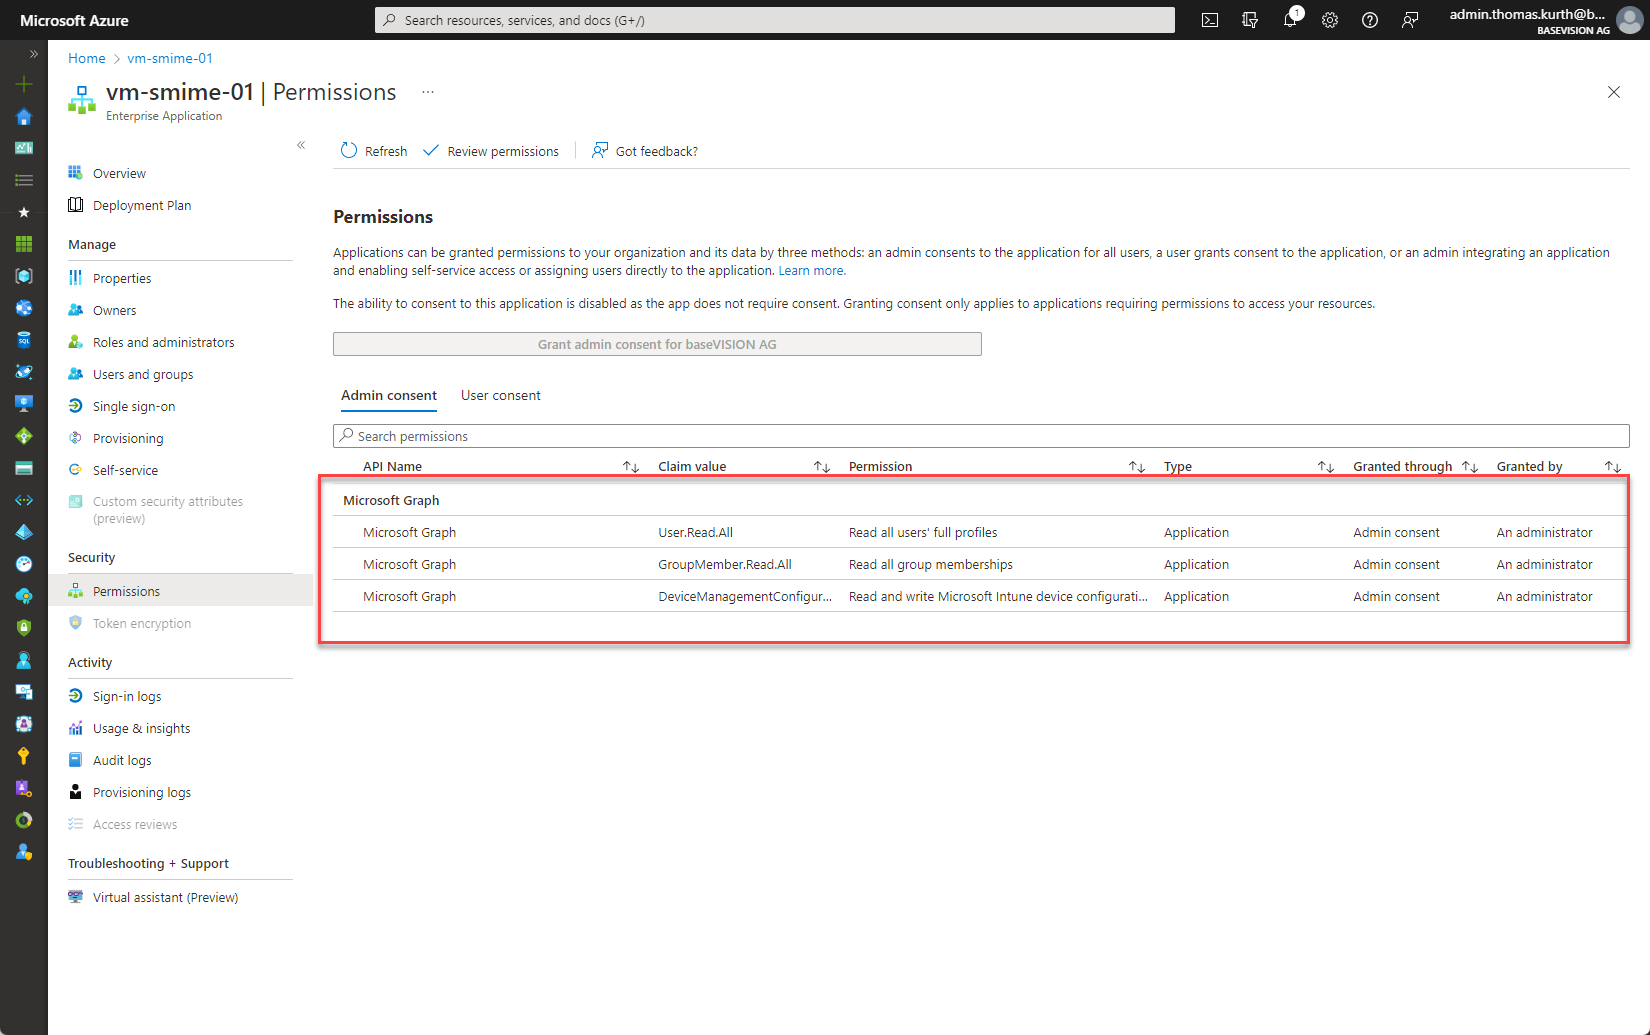 Microsoft Azure
Search resources, services, and docs (G+/)
1
admin.thomas.kurth@b...
BASEVISION AG
Home > vm-smime-01
vm-smime-01 | Permissions ...
Enterprise Application
Overview
Deployment Plan
Manage
Properties
Owners
Roles and administrators
Users and groups
Single sign-on
Provisioning
Self-service
Custom security attributes
(preview)
Security
Permissions
Token encryption
Activity
Sign-in logs
Usage & insights
Audit logs
Provisioning logs
Access reviews
Troubleshooting + Support
Virtual assistant (Preview)
Refresh Review permissions Got feedback?
Permissions
Applications can be granted permissions to your organization and its data by three methods: an admin consents to the application for all users, a user grants consent to the application, or an admin integrating an application
and enabling self-service access or assigning users directly to the application. Learn more.
The ability to consent to this application is disabled as the app does not require consent. Granting consent only applies to applications requiring permissions to access your resources.
Grant admin consent for baseVISION AG
Admin consent User consent
Search permissions
API Name Claim value Permission Type Granted through Granted by
Microsoft Graph
Microsoft Graph User.Read.All Read all users' full profiles Application Admin consent An administrator
Microsoft Graph GroupMember.Read.All Read all group memberships Application Admin consent An administrator
Microsoft Graph DeviceManagementConfigur... Read and write Microsoft Intune device configurati... Application Admin consent An administrator